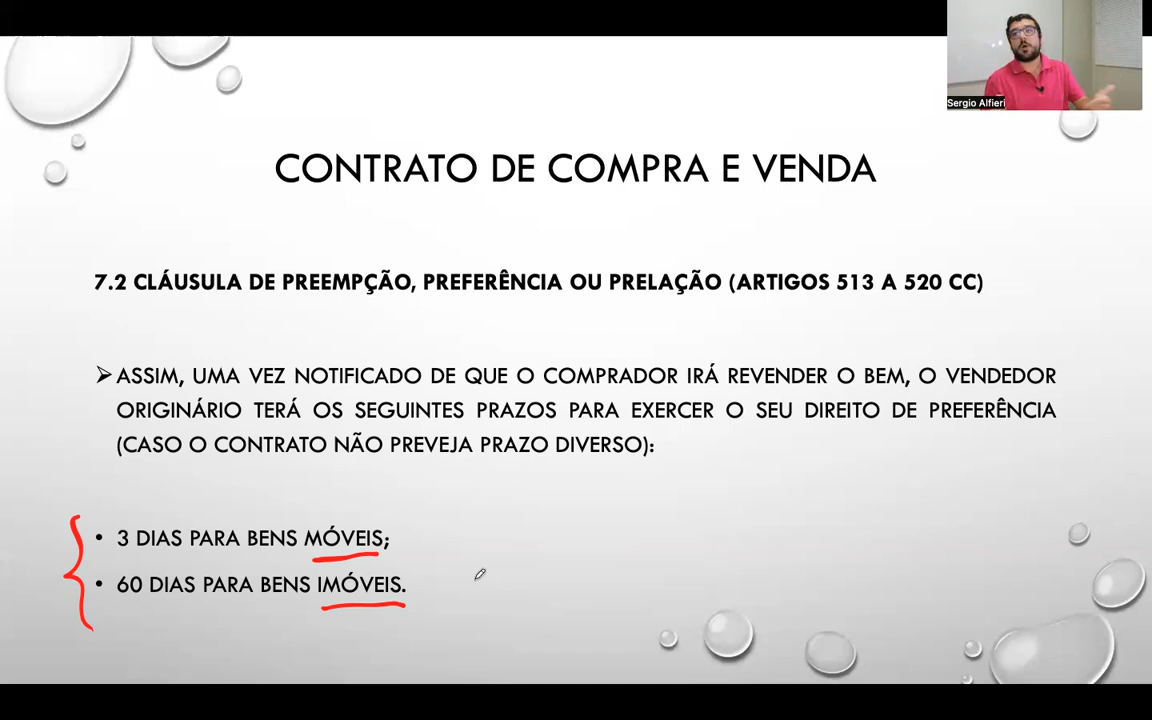 Sergio Alfieri
CONTRATO DE COMPRA E VENDA
7.2 CLÁUSULA DE PREEMPÇÃO, PREFERÊNCIA OU PRELAÇÃO (ARTIGOS 513 A 520 CC)
➢ASSIM, UMA VEZ NOTIFICADO DE QUE O COMPRADOR IRÁ REVENDER O BEM, O VENDEDOR
ORIGINÁRIO TERÁ OS SEGUINTES PRAZOS PARA EXERCER O SEU DIREITO DE PREFERÊNCIA
(CASO O CONTRATO NÃO PREVEJA PRAZO DIVERSO):
• 3 DIAS PARA BENS MÓVEIS;
• 60 DIAS PARA BENS IMÓVEIS.